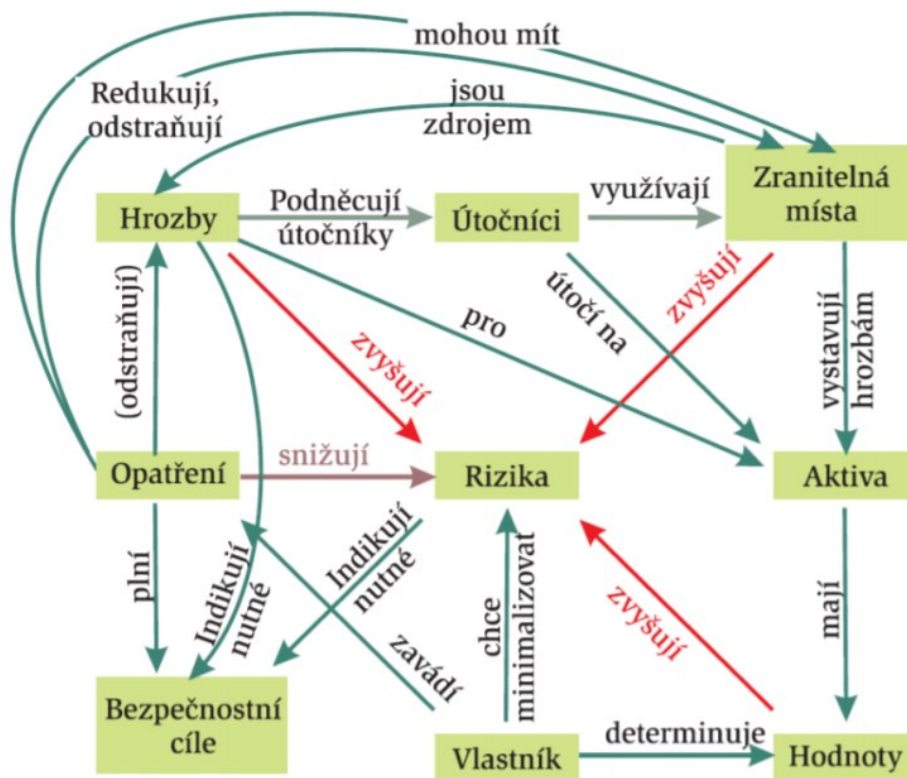 mohou mít
Redukují,
odstraňují
jsou
zdrojem
Hrozby
Podněcují
útočníky
Útočníci
využívají
Zranitelná
místa
(odstraňují)
zvyšují
pro
útočí na
zvyšují
vystavují
hrozbám
Opatření
snižují
Rizika
Aktiva
plní
Indikují
nutné
Indikují
nutné
zavádí
chce
minimalizovat
zvyšují
mají
Bezpečnostní
cíle
Vlastník
determinuje
Hodnoty